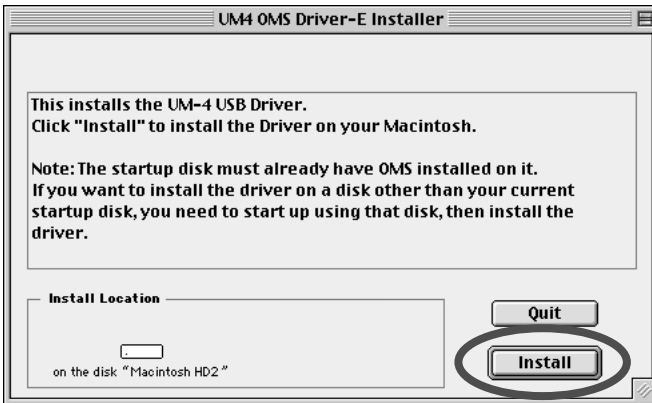 UM4 OMS Driver-E Installer
This installs the UM-4 USB Driver.
Click "Install" to install the Driver on your Macintosh.
Note: The startup disk must already have OMS installed on it.
If you want to install the driver on a disk other than your current
startup disk, you need to start up using that disk, then install the
driver.
Install Location
on the disk “Macintosh HD2”
Quit
Install